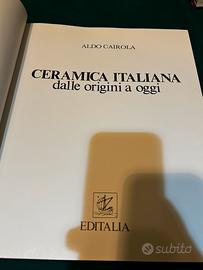 ALDO CAIROLA
CERAMICA ITALIANA
dalle origini a oggi
EDITALIA
subito